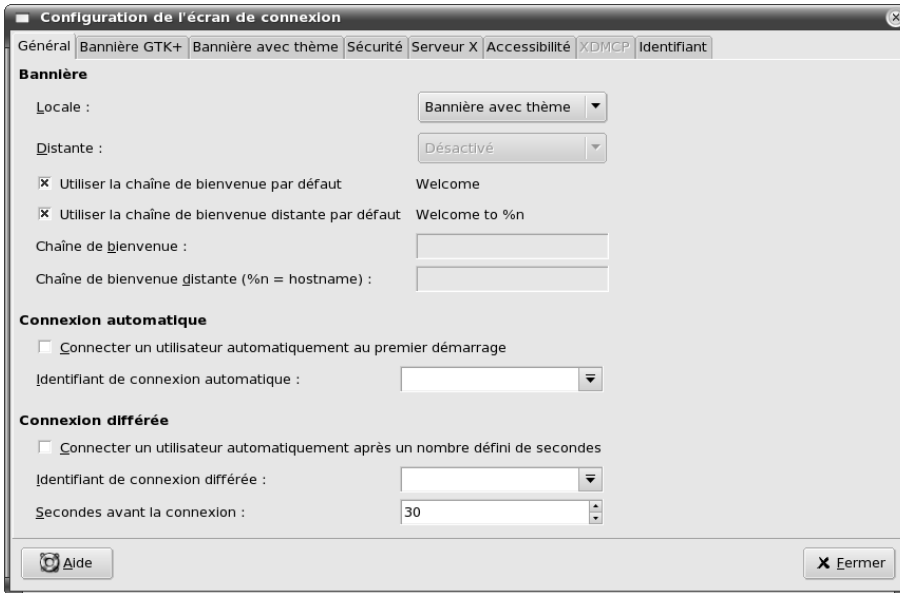 Configuration de l'écran de connexion
Général Bannière GTK+ Bannière avec thème Sécurité Serveur X Accessibilité XDMCP Identifiant
Bannière
Locale : Bannière avec thème
Distante : Désactivé
Utiliser la chaîne de bienvenue par défaut Welcome
Utiliser la chaîne de bienvenue distante par défaut Welcome to %n
Chaîne de bienvenue :
Chaîne de bienvenue distante (%n = hostname) :
Connexion automatique
Connecter un utilisateur automatiquement au premier démarrage
Identifiant de connexion automatique :
Connexion différée
Connecter un utilisateur automatiquement après un nombre défini de secondes
Identifiant de connexion différée :
Secondes avant la connexion : 30
Aide Fermer